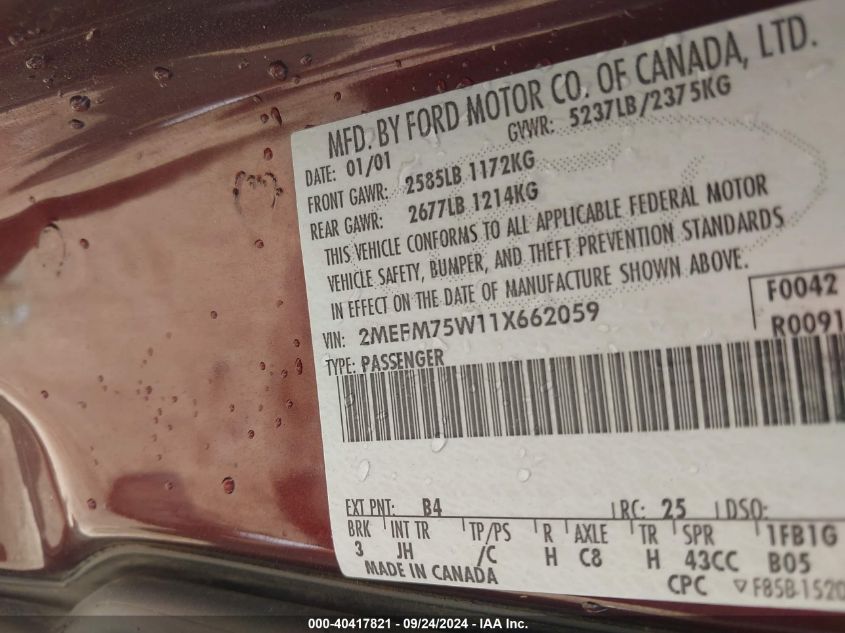 MFD. BY FORD MOTOR CO. OF CANADA, LTD.
DATE: 01/01 GVWR: 5237LB/2375KG
FRONT GAWR: 2585LB 1172KG
REAR GAWR: 2677LB 1214KG
THIS VEHICLE CONFORMS TO ALL APPLICABLE FEDERAL MOTOR
VEHICLE SAFETY, BUMPER, AND THEFT PREVENTION STANDARDS
IN EFFECT ON THE DATE OF MANUFACTURE SHOWN ABOVE.
VIN: 2MEFM75W11X662059 F0042
TYPE: PASSENGER R0091
EXT PNT: B4 RC: 25 DSO:
BRK INT TR TP/PS R AXLE TR SPR 1FB1G
3 JH /C H C8 H 43CC B05
MADE IN CANADA CPC ▽F85B-1520
000-40417821 - 09/24/2024 - IAA Inc.